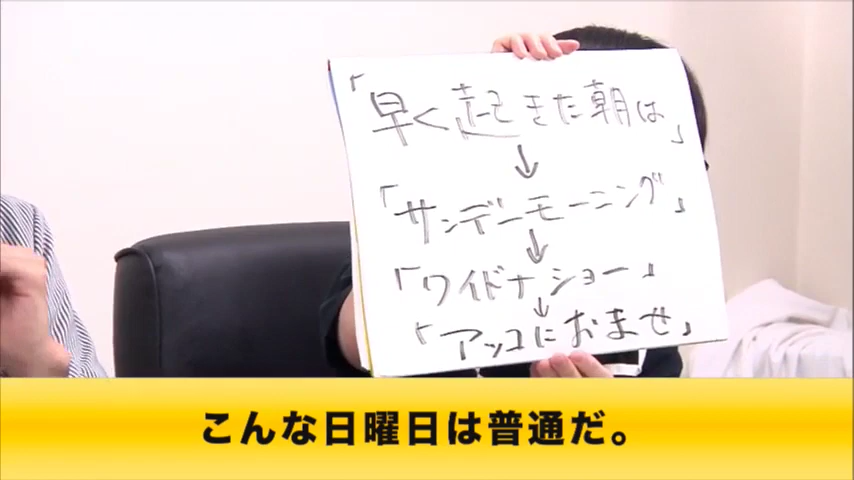 「早く起きた朝は」
↓
「サンデーモーニング」
↓
「ワイドナショー」
↓
「アッコにおませ」
こんな日曜日は普通だ。